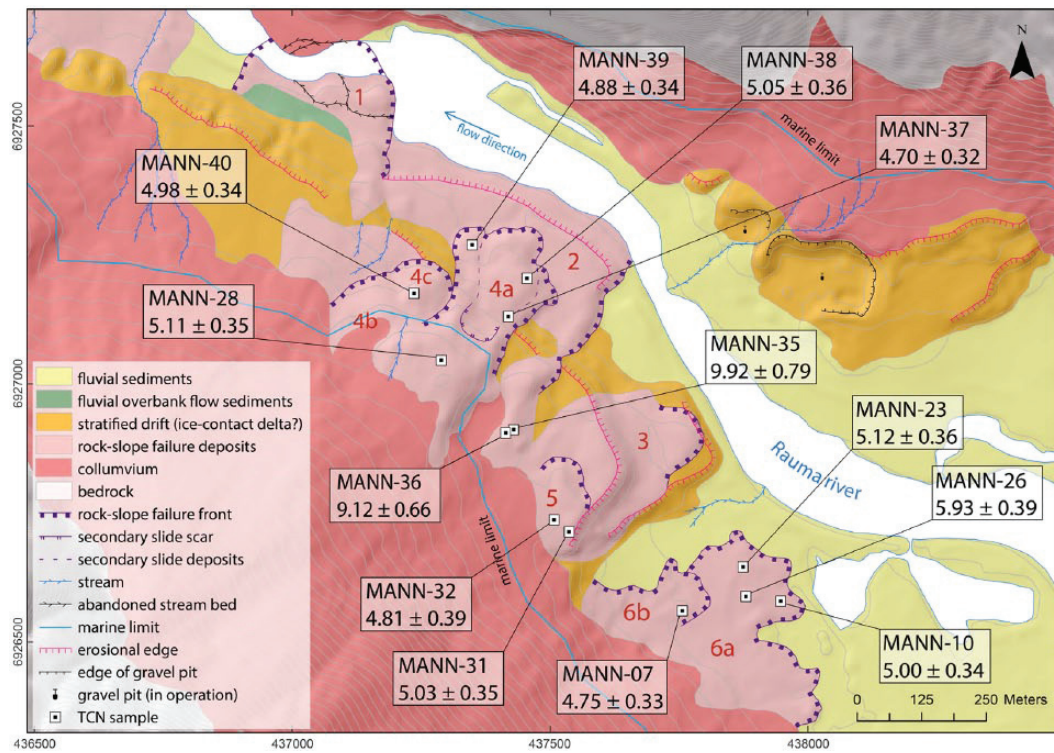 N
MANN-39
4.88 ± 0.34
MANN-38
5.05 ± 0.36
MANN-37
4.70 ± 0.32
marine limit
1
flow direction
6927500
MANN-40
4.98 ± 0.34
2
4c
4a
4b
MANN-28
5.11 ± 0.35
6927000
MANN-35
9.92 ± 0.79
MANN-23
5.12 ± 0.36
3
Rauma river
MANN-26
5.93 ± 0.39
MANN-36
9.12 ± 0.66
5
marine limit
MANN-32
4.81 ± 0.39
6b
6a
MANN-10
5.00 ± 0.34
MANN-31
5.03 ± 0.35
MANN-07
4.75 ± 0.33
6926500
fluvial sediments
fluvial overbank flow sediments
stratified drift (ice-contact delta?)
rock-slope failure deposits
collumvium
bedrock
rock-slope failure front
secondary slide scar
secondary slide deposits
stream
abandoned stream bed
marine limit
erosional edge
edge of gravel pit
gravel pit (in operation)
TCN sample
0 125 250 Meters
436500 437000 437500 438000